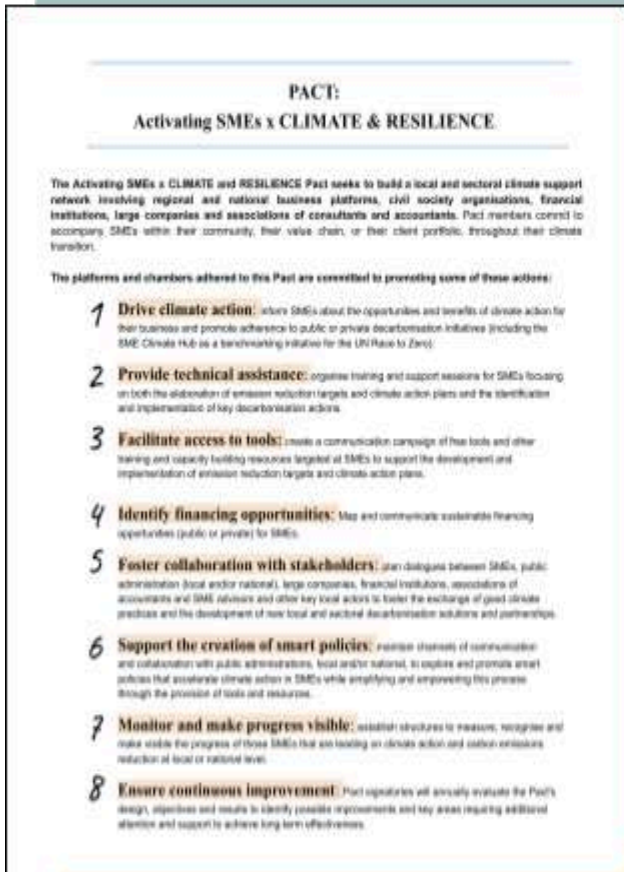 PACT:
Activating SMEs x CLIMATE & RESILIENCE
The Activating SMEs x CLIMATE and RESILIENCE Pact seeks to build a local and sectoral climate support
network involving regional and national business platforms, civil society organisations, financial
institutions, large companies and associations of consultants and accountants. Pact members commit to
accompany SMEs within their community, their value chain, or their client portfolio, throughout their climate
transition.
The platforms and chambers adhered to this Pact are committed to promoting some of these actions:
1 Drive climate action: inform SMEs about the opportunities and benefits of climate action for
their business and promote adherence to public or private decarbonisation initiatives (including the
SME Climate Hub as a benchmarking initiative for the UN Race to Zero).
2 Provide technical assistance: organise training and support sessions for SMEs focusing
on both the elaboration of emission reduction targets and climate action plans and the identification
and implementation of key decarbonisation actions.
3 Facilitate access to tools: create a communication campaign of free tools and other
training and capacity building resources targeted at SMEs to support the development and
implementation of emission reduction targets and climate action plans.
4 Identify financing opportunities: Map and communicate sustainable financing
opportunities (public or private) for SMEs.
5 Foster collaboration with stakeholders: plan dialogues between SMEs, public
administration (local and/or national), large companies, financial institutions, associations of
accountants and SME advisors and other key local actors to foster the exchange of good climate
practices and the development of new local and sectoral decarbonisation solutions and partnerships.
6 Support the creation of smart policies: maintain channels of communication
and collaboration with public administrations, local and/or national, to explore and promote smart
policies that accelerate climate action in SMEs while amplifying and empowering this process
through the provision of tools and resources.
7 Monitor and make progress visible: establish structures to measure, recognise and
make visible the progress of those SMEs that are leading on climate action and carbon emissions
reduction at local or national level.
8 Ensure continuous improvement: Pact signatories will annually evaluate the Pact's
design, objectives and results to identify possible improvements and key areas requiring additional
attention and support to achieve long term effectiveness.